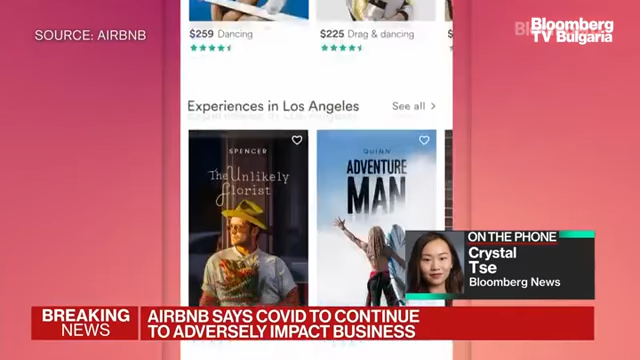 SOURCE: AIRBNB
Bloomberg
TV Bulgaria
$259 Dancing
$225 Drag & dancing
Experiences in Los Angeles
See all >
SPENCER
The Unlikely
Florist
QUINN
ADVENTURE
MAN
ON THE PHONE
Crystal
Tse
Bloomberg News
BREAKING
NEWS
AIRBNB SAYS COVID TO CONTINUE
TO ADVERSELY IMPACT BUSINESS